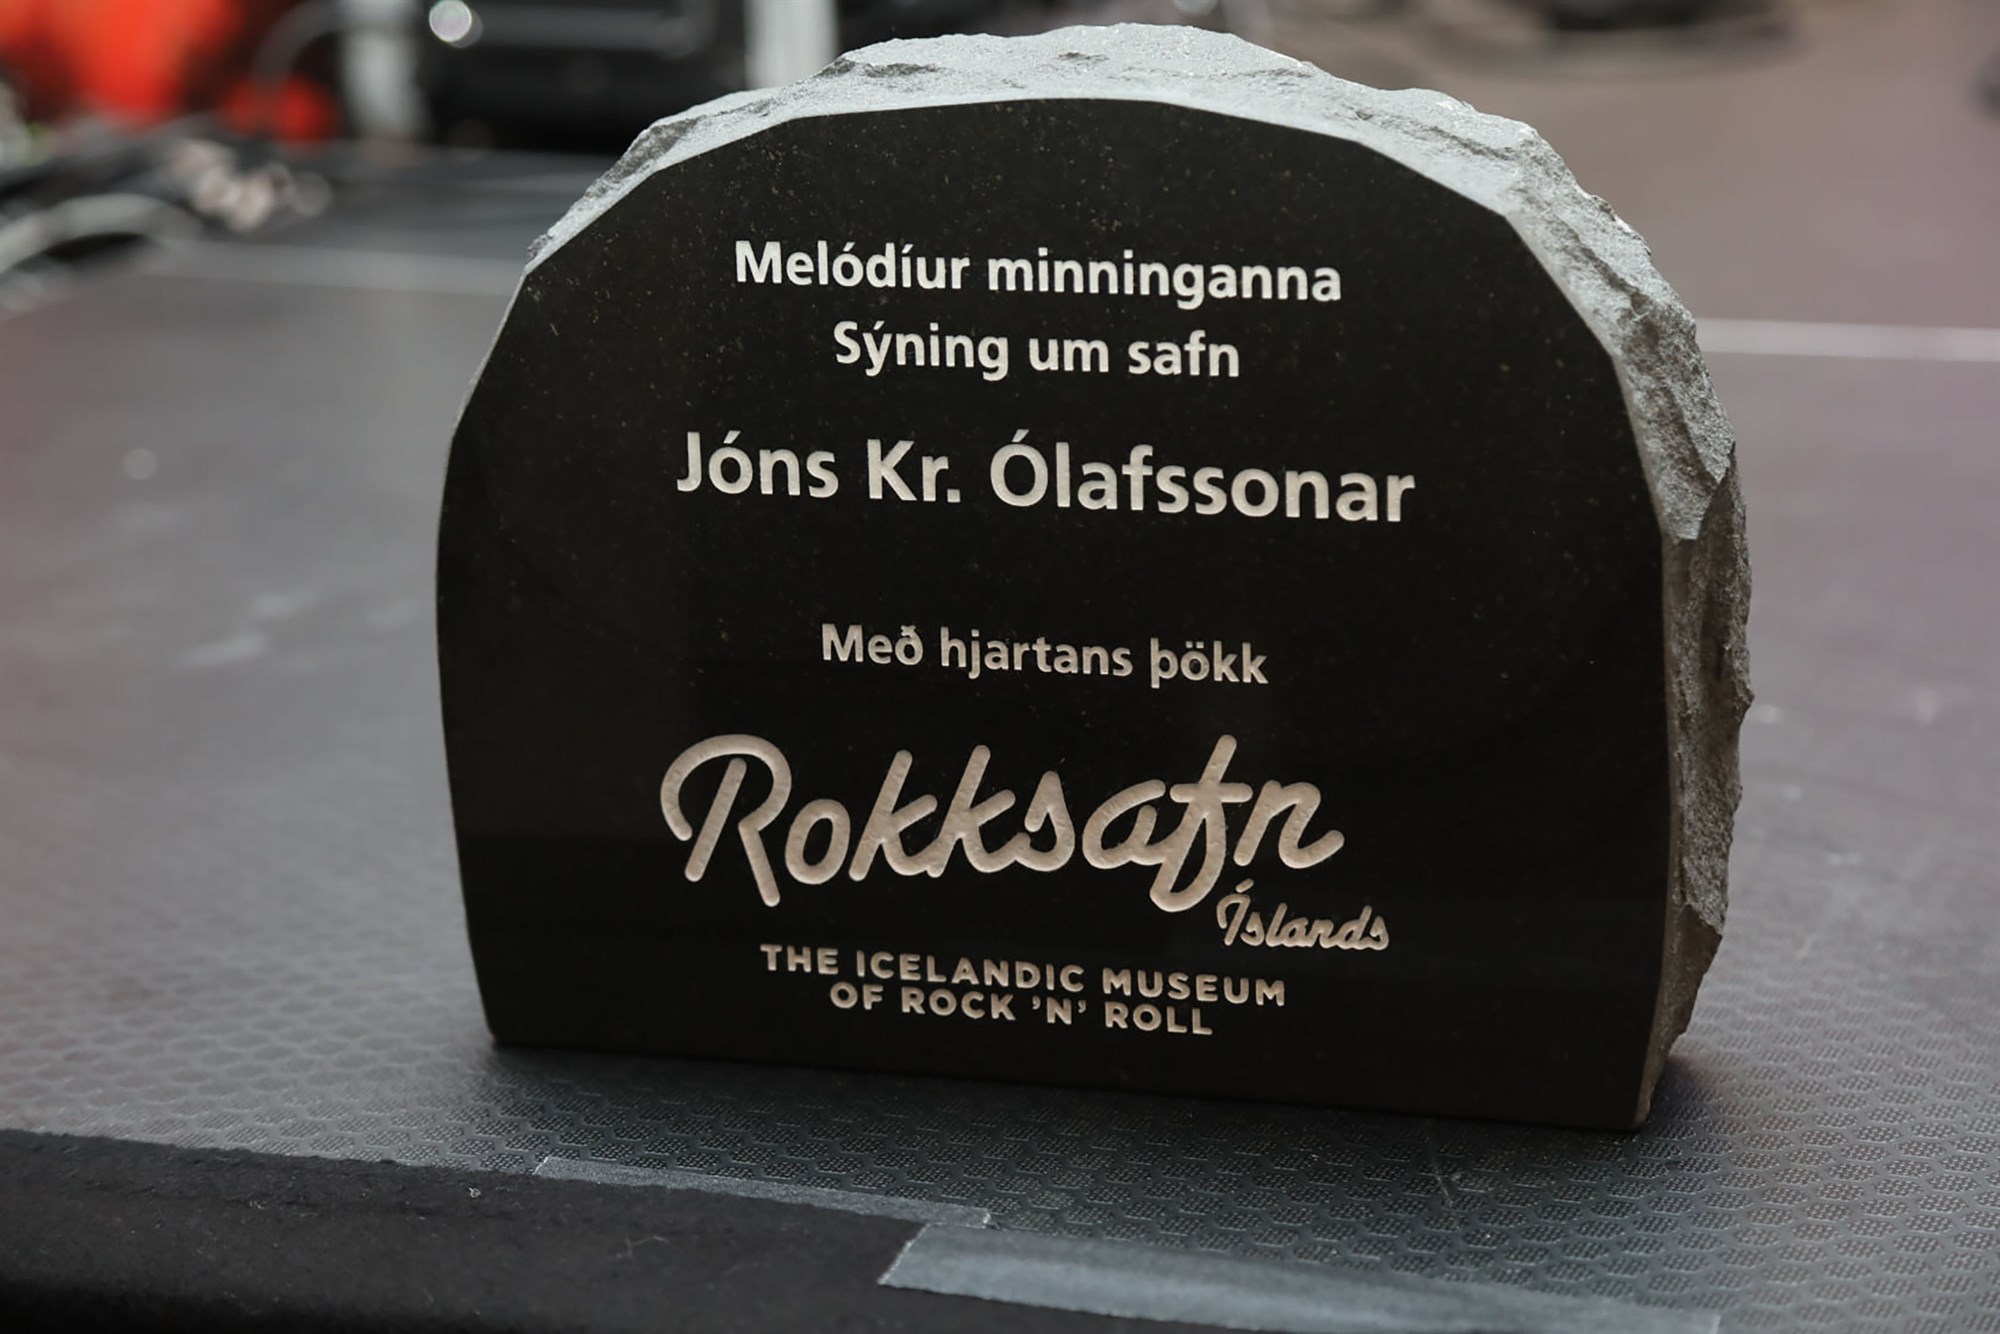 Melódíur minninganna
Sýning um safn
Jóns Kr. Ólafssonar
Með hjartans þökk
Rokksafn
Íslands
THE ICELANDIC MUSEUM
OF ROCK 'N' ROLL